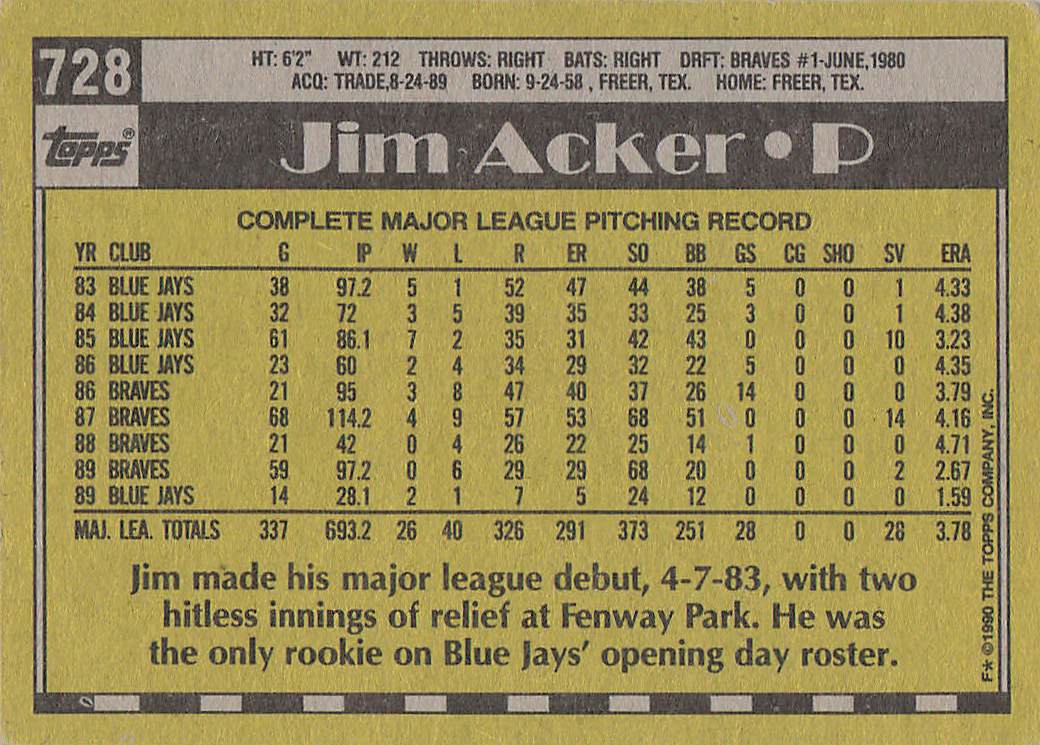 728
HT: 6'2" WT: 212 THROWS: RIGHT BATS: RIGHT DRFT: BRAVES #1-JUNE,1980
ACQ: TRADE,8-24-89 BORN: 9-24-58 , FREER, TEX. HOME: FREER, TEX.
topps®
Jim Acker • P
COMPLETE MAJOR LEAGUE PITCHING RECORD
YR CLUB G IP W L R ER SO BB GS CG SHO SV ERA
83 BLUE JAYS 38 97.2 5 1 52 47 44 38 5 0 0 1 4.33
84 BLUE JAYS 32 72 3 5 39 35 33 25 3 0 0 1 4.38
85 BLUE JAYS 61 86.1 7 2 35 31 42 43 0 0 0 10 3.23
86 BLUE JAYS 23 60 2 4 34 29 32 22 5 0 0 0 4.35
86 BRAVES 21 95 3 8 47 40 37 26 14 0 0 0 3.79
87 BRAVES 68 114.2 4 9 57 53 68 51 0 0 0 14 4.16
88 BRAVES 21 42 0 4 26 22 25 14 1 0 0 0 4.71
89 BRAVES 59 97.2 0 6 29 29 68 20 0 0 0 2 2.67
89 BLUE JAYS 14 28.1 2 1 7 5 24 12 0 0 0 0 1.59
MAJ. LEA. TOTALS 337 693.2 26 40 326 291 373 251 28 0 0 28 3.78
Jim made his major league debut, 4-7-83, with two
hitless innings of relief at Fenway Park. He was
the only rookie on Blue Jays' opening day roster.
F* ©1990 THE TOPPS COMPANY, INC.